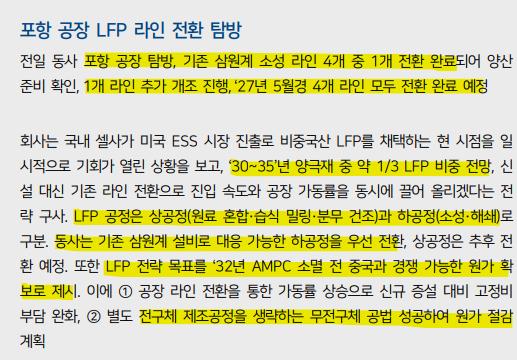 포항 공장 LFP 라인 전환 탐방
전일 동사 포항 공장 탐방, 기존 삼원계 소성 라인 4개 중 1개 전환 완료되어 양산
준비 확인, 1개 라인 추가 개조 진행, ‘27년 5월경 4개 라인 모두 전환 완료 예정
회사는 국내 셀사가 미국 ESS 시장 진출로 비중국산 LFP를 채택하는 현 시점을 일
시적으로 기회가 열린 상황을 보고, ‘30~35’년 양극재 중 약 1/3 LFP 비중 전망, 신
설 대신 기존 라인 전환으로 진입 속도와 공장 가동률을 동시에 끌어 올리겠다는 전
략 구사. LFP 공정은 상공정(원료 혼합·습식 밀링·분무 건조)과 하공정(소성·해쇄)로
구분. 동사는 기존 삼원계 설비로 대응 가능한 하공정을 우선 전환, 상공정은 추후 전
환 예정. 또한 LFP 전략 목표를 ‘32년 AMPC 소멸 전 중국과 경쟁 가능한 원가 확
보로 제시. 이에 ① 공장 라인 전환을 통한 가동률 상승으로 신규 증설 대비 고정비
부담 완화, ② 별도 전구체 제조공정을 생략하는 무전구체 공법 성공하여 원가 절감
계획